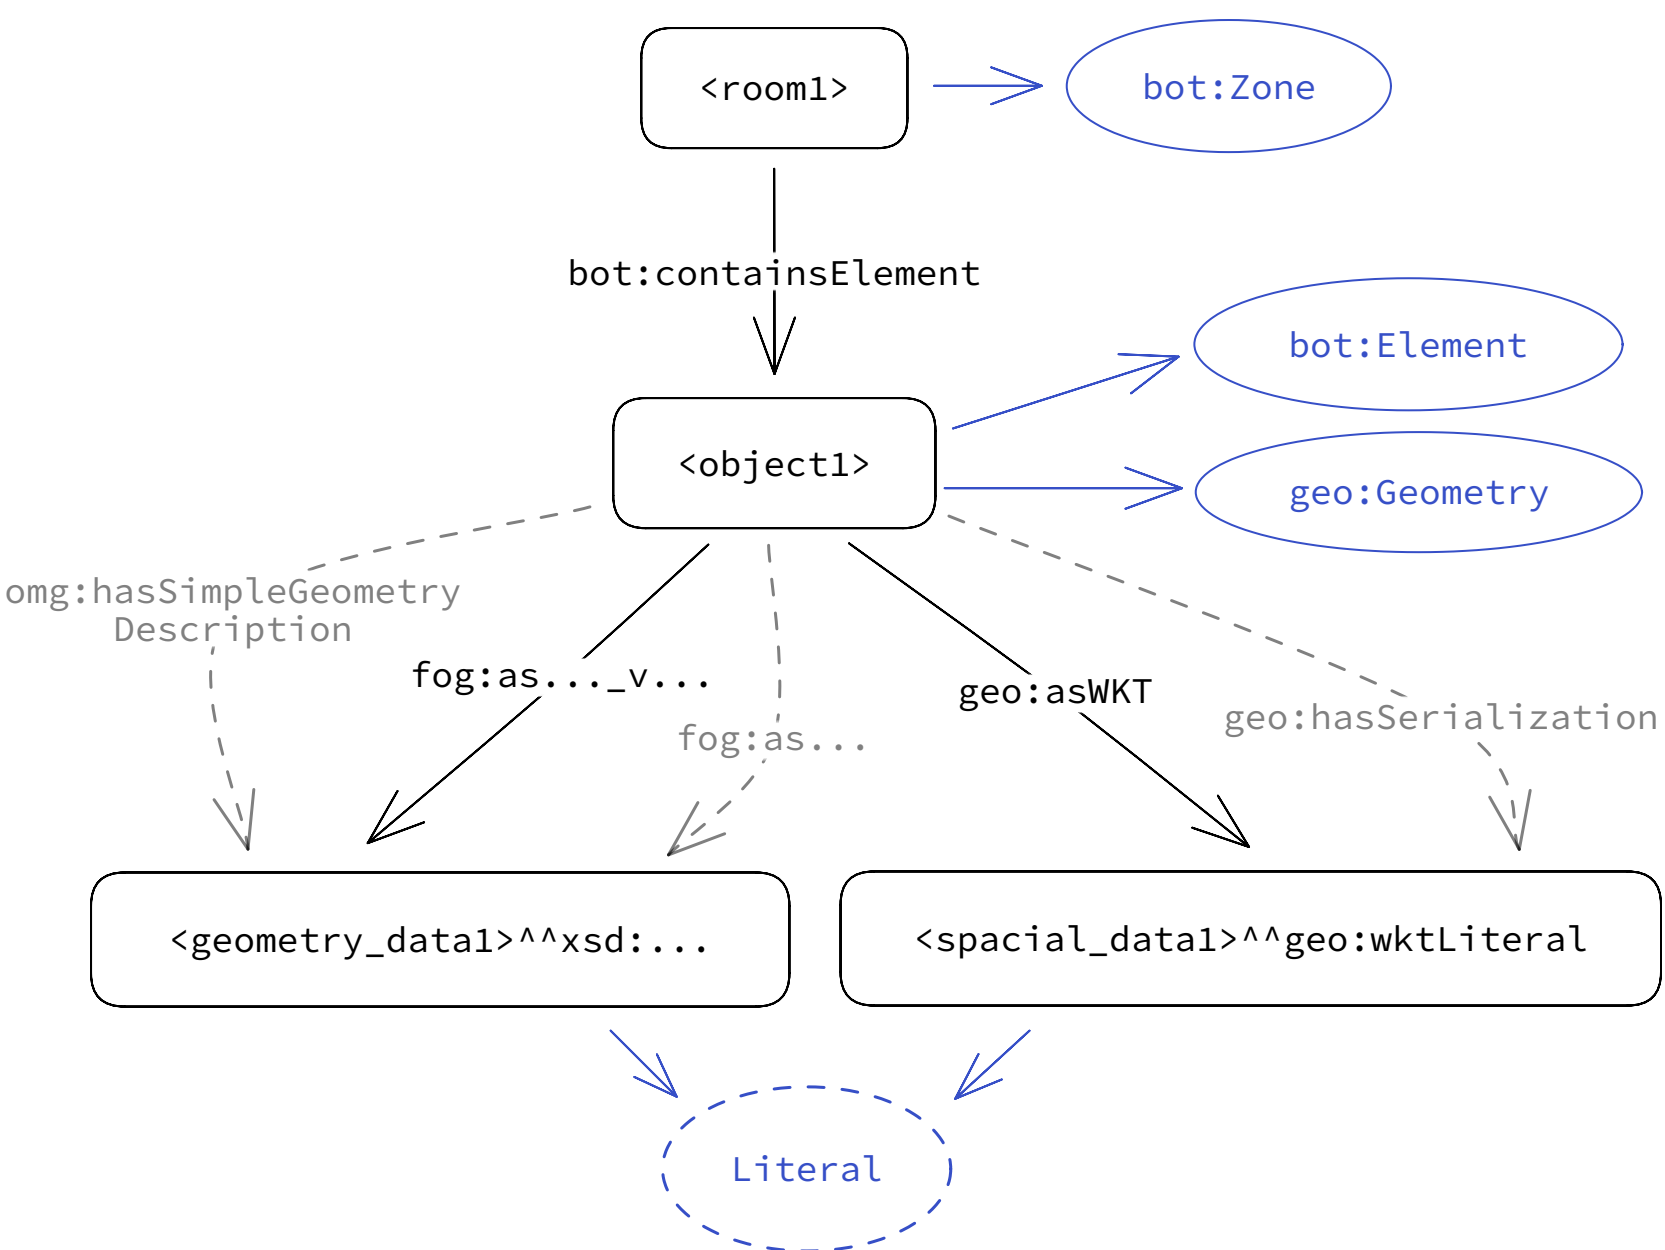 <room1>
bot:Zone
bot:containsElement
bot:Element
<object1>
geo:Geometry
omg:hasSimpleGeometry
Description
fog:as..._v...
geo:asWKT
geo:hasSerialization
fog:as...
<geometry_data1>^^xsd:...
<spacial_data1>^^geo:wktLiteral
Literal